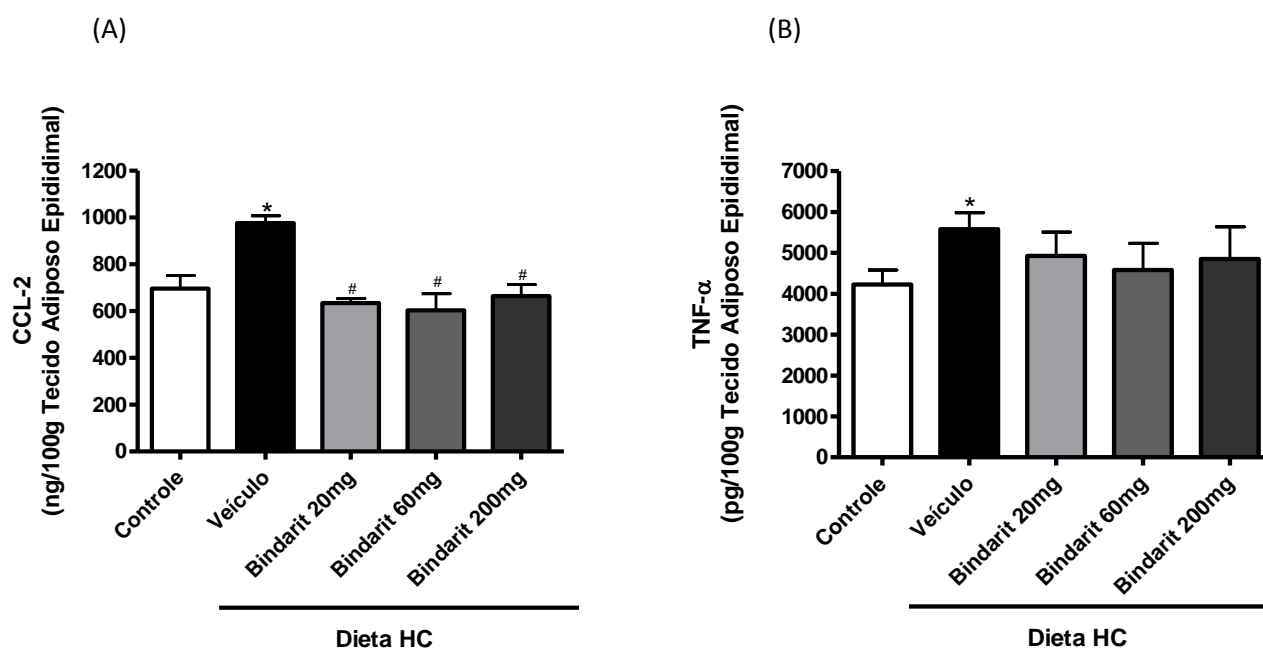 (A)
CCL-2
(ng/100g Tecido Adiposo Epididimal)
1200
1000
800
600
400
200
0
*
#
#
#
Controle
Veículo
Bindarit 20mg
Bindarit 60mg
Bindarit 200mg
Dieta HC
(B)
TNF-α
(pg/100g Tecido Adiposo Epididimal)
7000
6000
5000
4000
3000
2000
1000
0
*
Controle
Veículo
Bindarit 20mg
Bindarit 60mg
Bindarit 200mg
Dieta HC